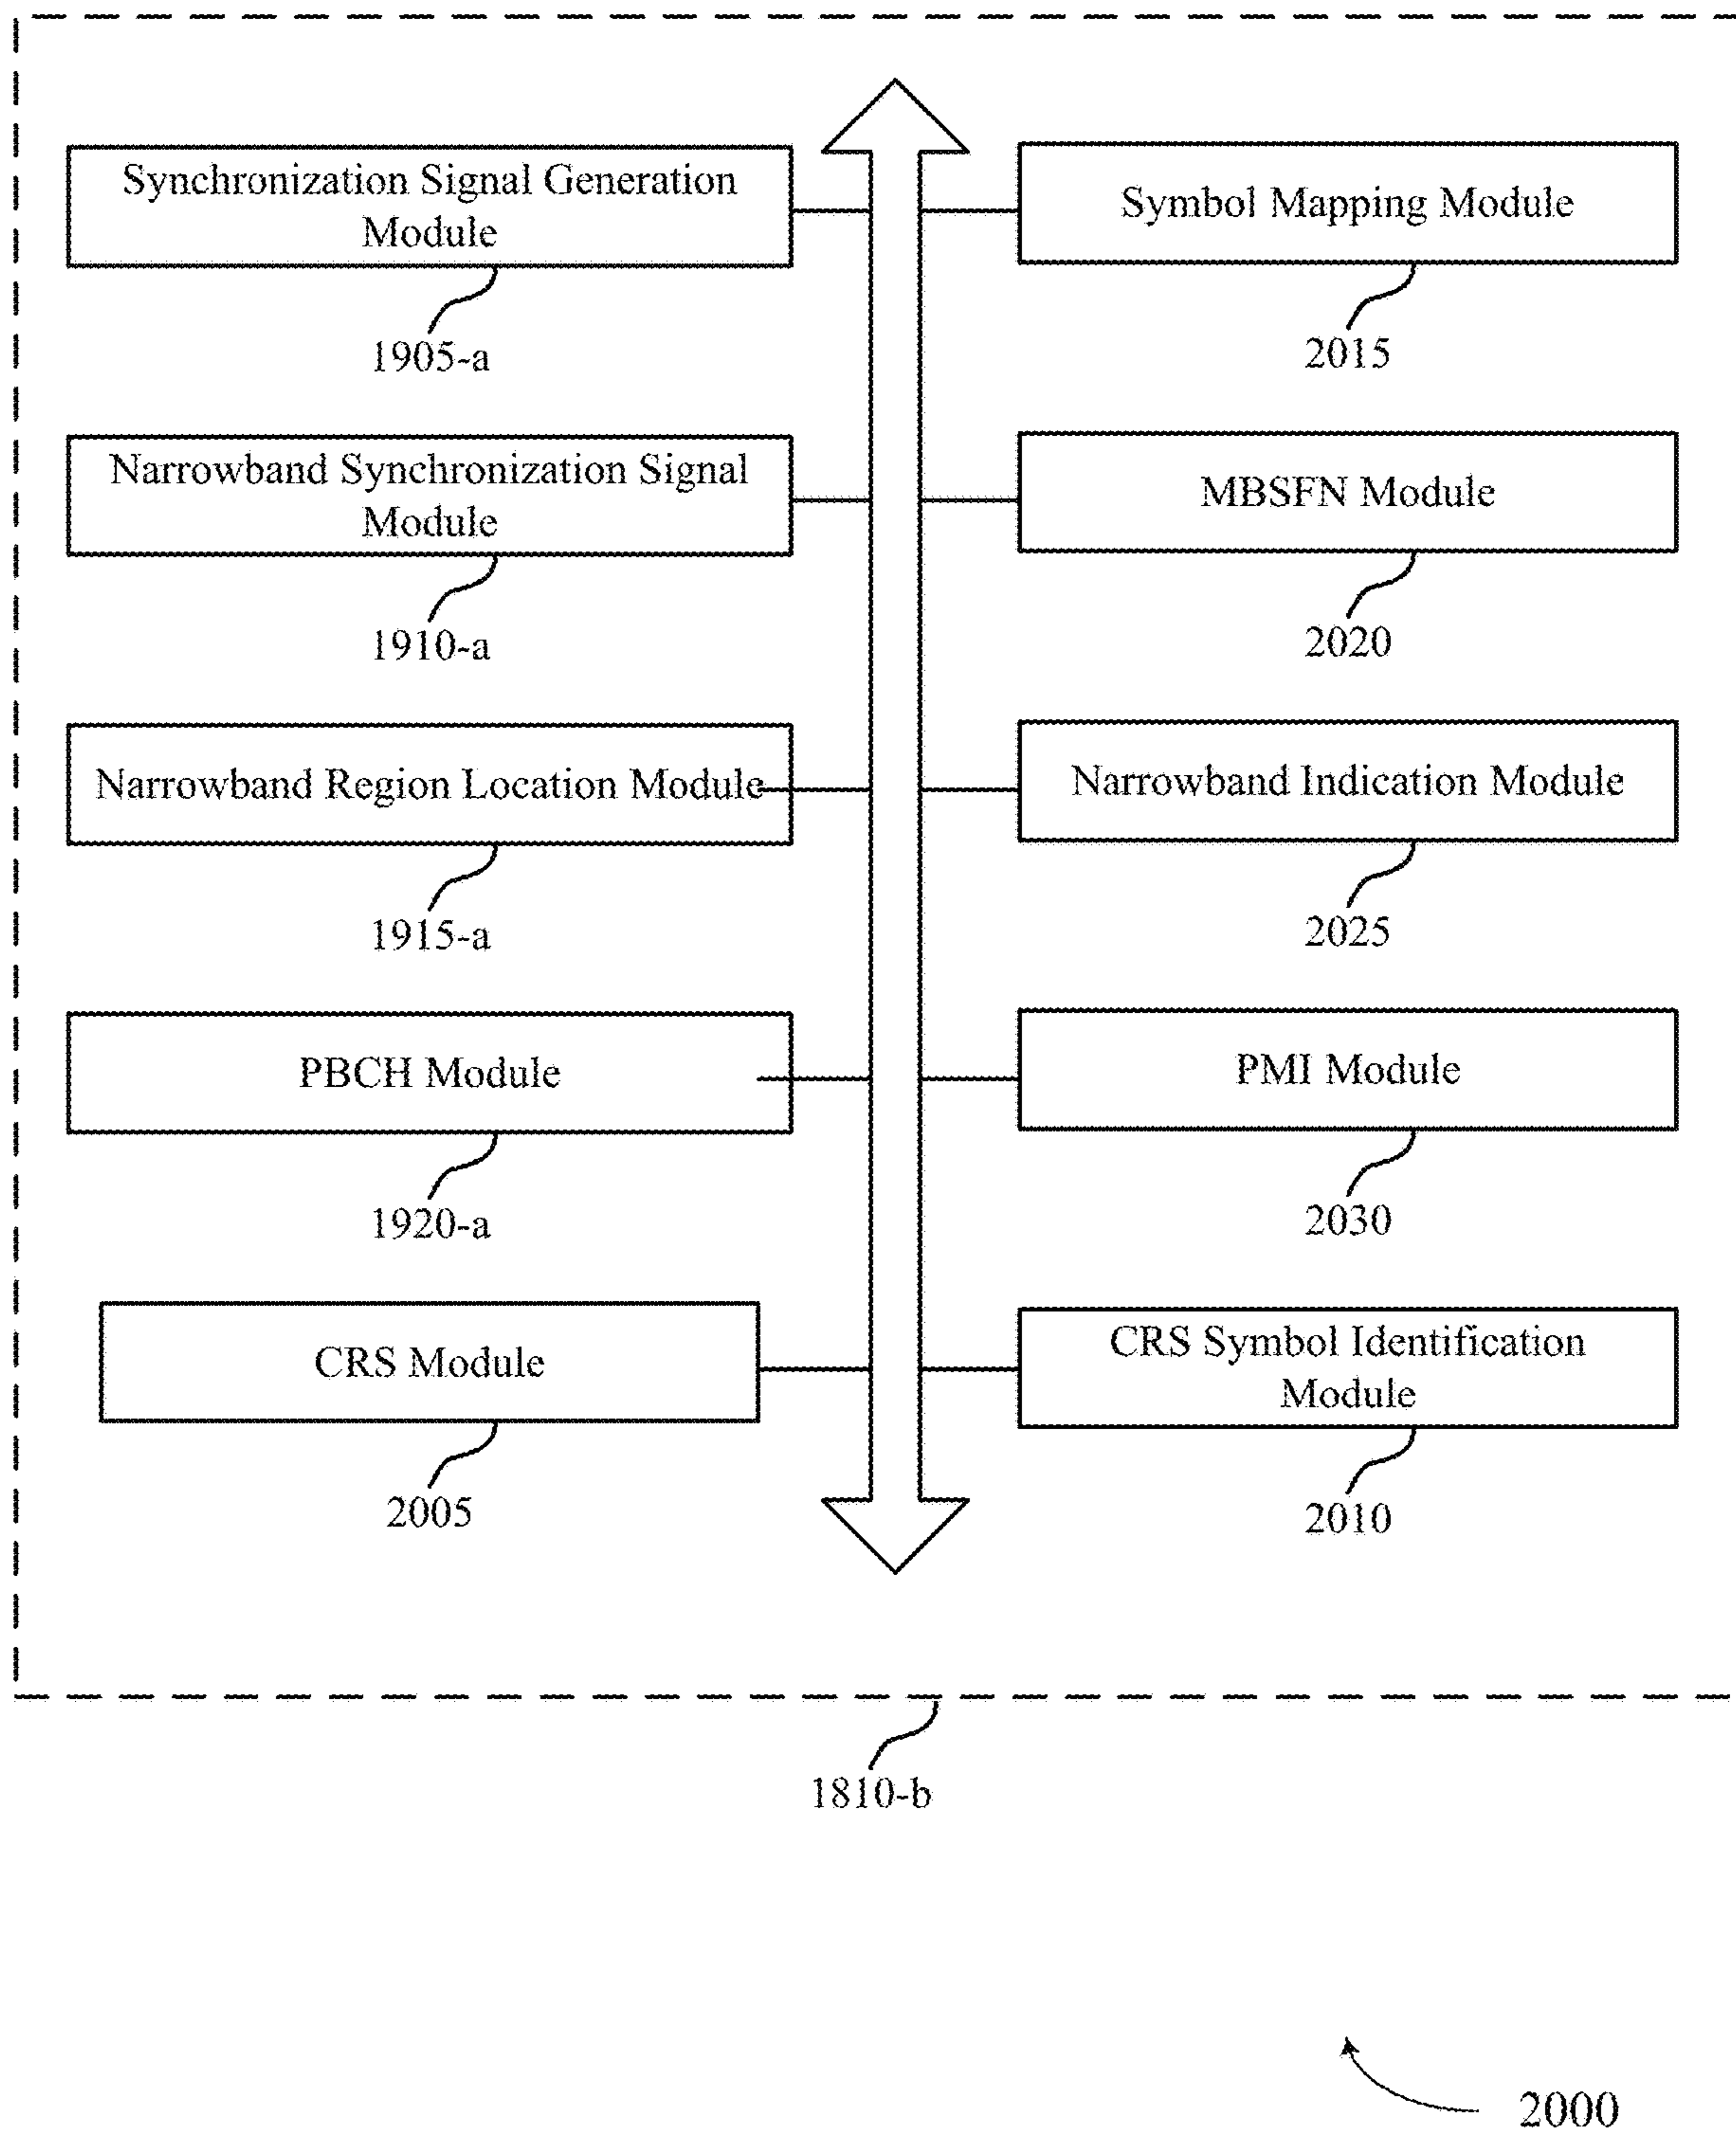 Synchronization Signal Generation
Module
1905-a
Symbol Mapping Module
2015
Narrowband Synchronization Signal
Module
1910-a
MBSFN Module
2020
Narrowband Region Location Module
1915-a
Narrowband Indication Module
2025
PBCH Module
1920-a
PMI Module
2030
CRS Module
2005
CRS Symbol Identification
Module
2010
1810-b
2000